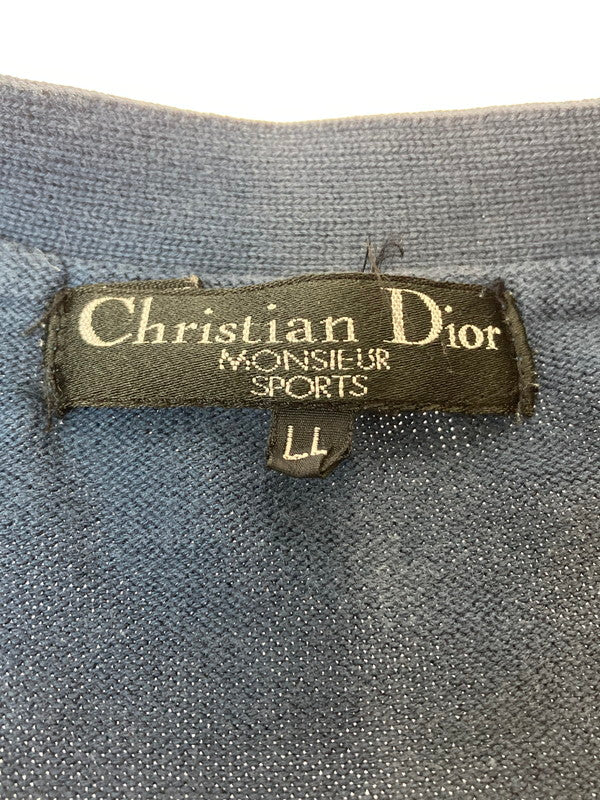 Christian Dior
MONSIEUR
SPORTS
LL